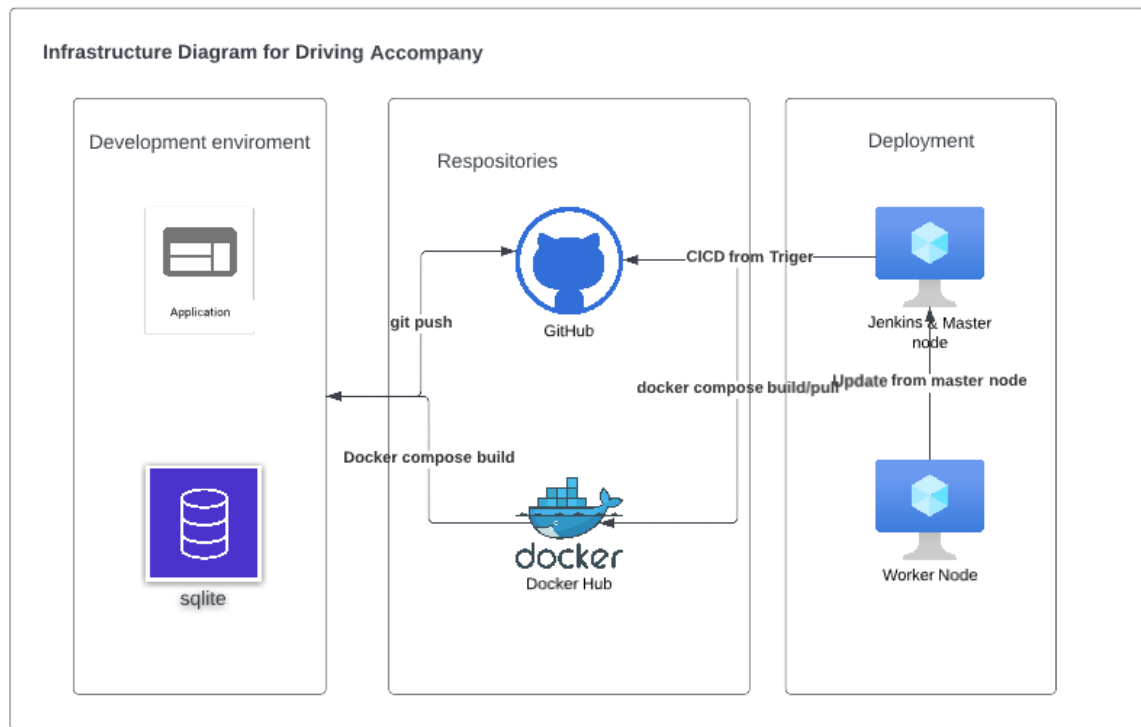 Infrastructure Diagram for Driving Accompany
Development enviroment
Respositories
Deployment
Application
GitHub
CICD from Triger
Jenkins & Master
node
git push
docker compose build/pull
Update from master node
Docker compose build
docker
Docker Hub
Worker Node
sqlite